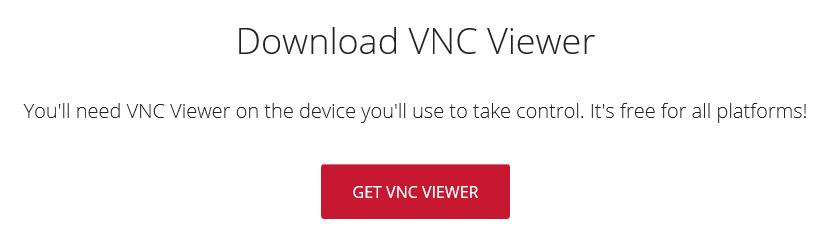 Download VNC Viewer
You'll need VNC Viewer on the device you'll use to take control. It's free for all platforms!
GET VNC VIEWER